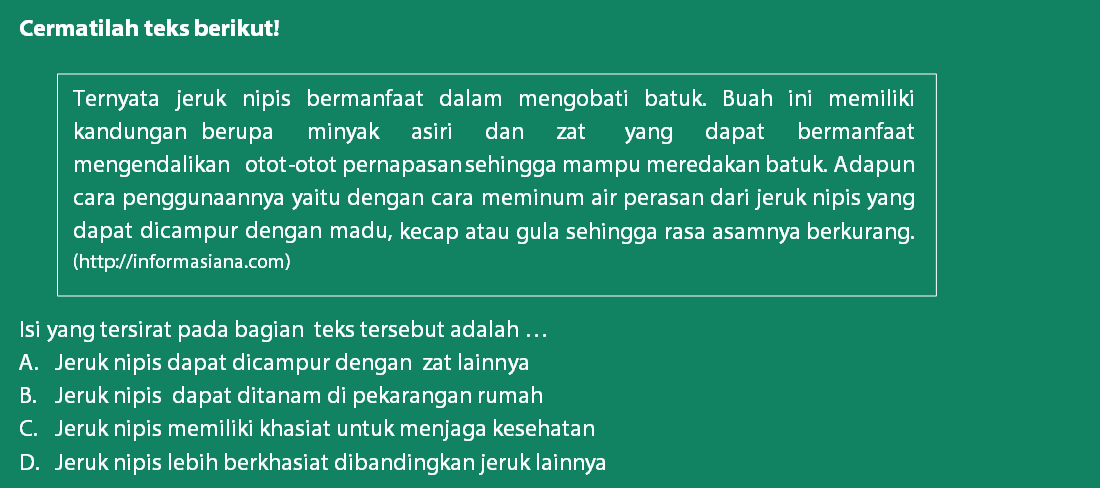 Cermatilah teks berikut!
Ternyata jeruk nipis bermanfaat dalam mengobati batuk. Buah ini memiliki
kandungan berupa minyak asiri dan zat yang dapat bermanfaat
mengendalikan otot-otot pernapasan sehingga mampu meredakan batuk. Adapun
cara penggunaannya yaitu dengan cara meminum air perasan dari jeruk nipis yang
dapat dicampur dengan madu, kecap atau gula sehingga rasa asamnya berkurang.
(http://informasiana.com)
Isi yang tersirat pada bagian teks tersebut adalah ...
A. Jeruk nipis dapat dicampur dengan zat lainnya
B. Jeruk nipis dapat ditanam di pekarangan rumah
C. Jeruk nipis memiliki khasiat untuk menjaga kesehatan
D. Jeruk nipis lebih berkhasiat dibandingkan jeruk lainnya